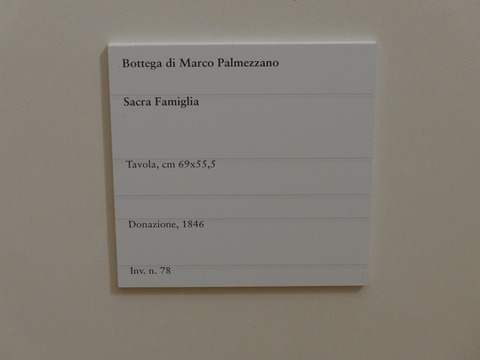 Bottega di Marco Palmezzano
Sacra Famiglia
Tavola, cm 69x55,5
Donazione, 1846
Inv. n. 78